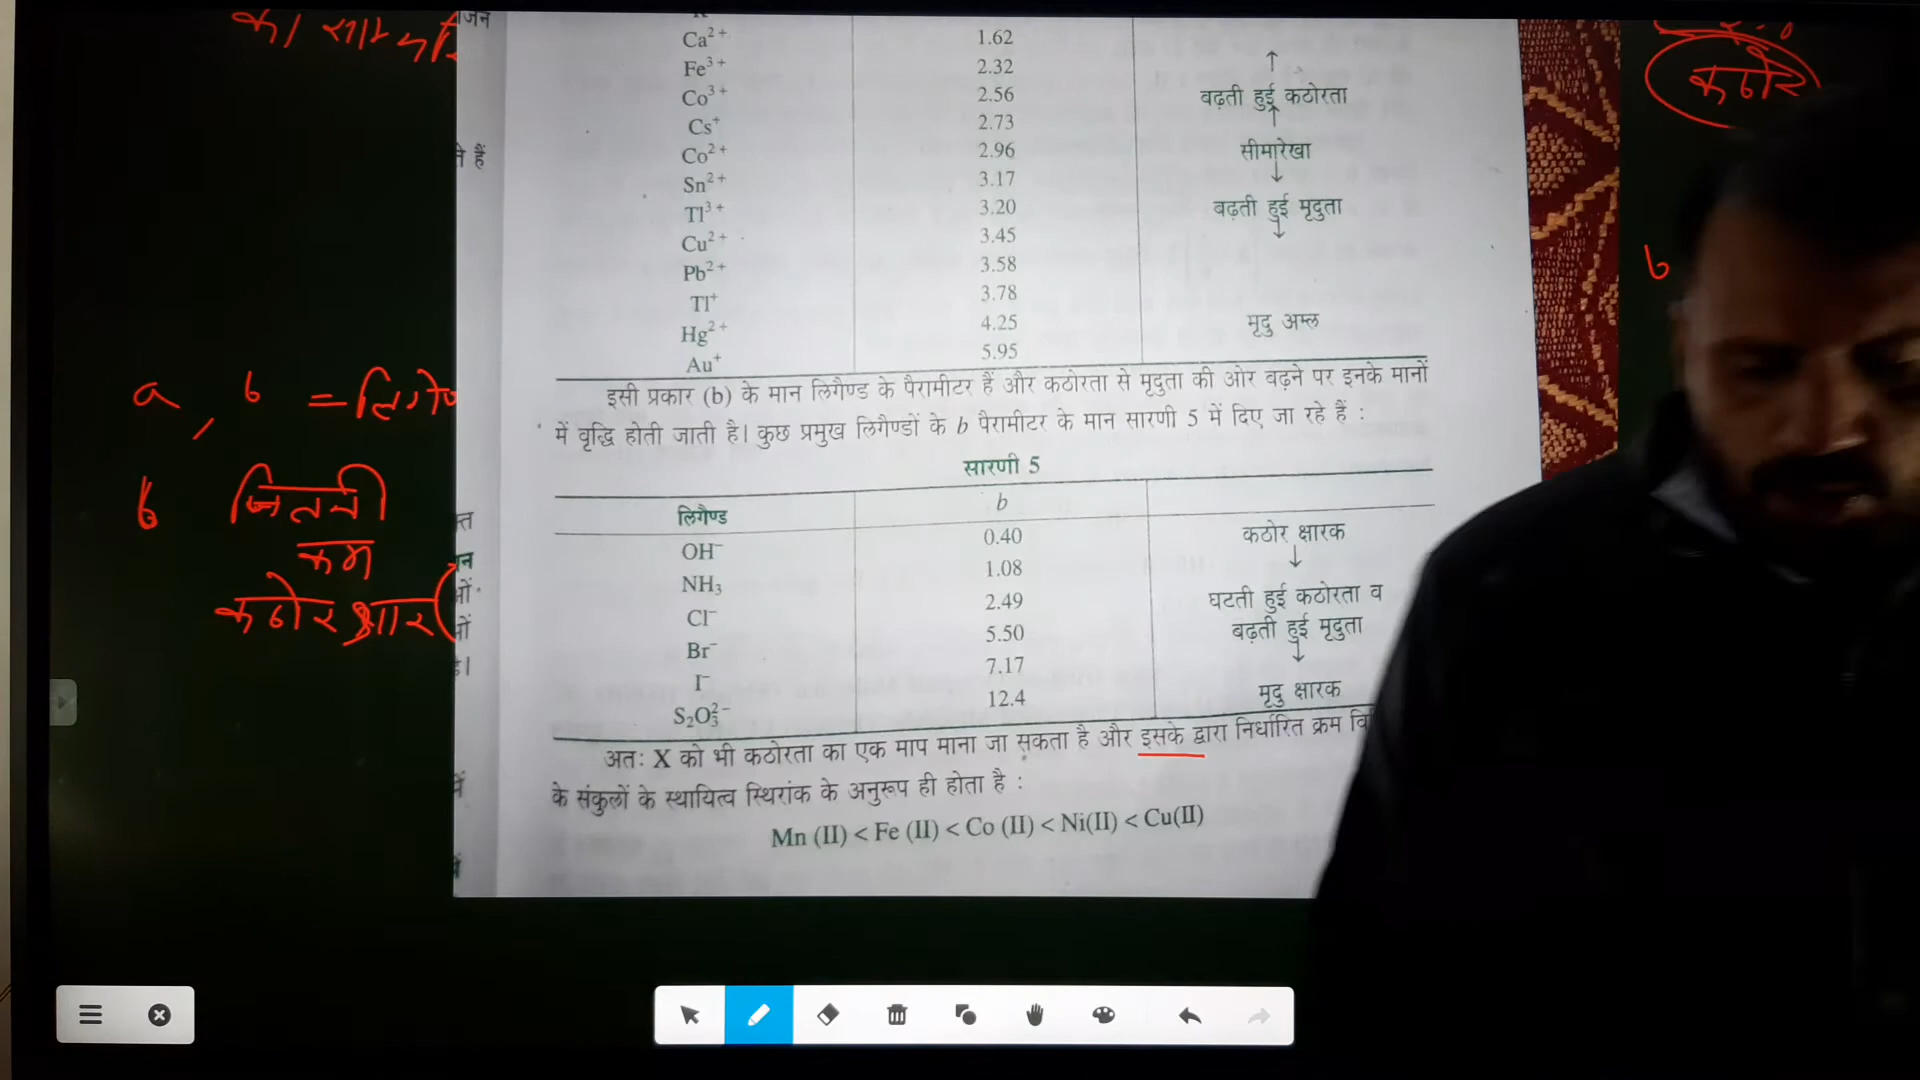 का
जिन
Ca²⁺ 1.62
Fe³⁺ 2.32
Co³⁺ 2.56 बढ़ती हुई कठोरता
Cs⁺ 2.73
Co²⁺ 2.96 सीमारेखा
Sn²⁺ 3.17
Tl³⁺ 3.20 बढ़ती हुई मृदुता
Cu²⁺ 3.45
Pb²⁺ 3.58
Tl⁺ 3.78
Hg²⁺ 4.25 मृदु अम्ल
Au⁺ 5.95
इसी प्रकार (b) के मान लिगैण्ड के पैरामीटर हैं और कठोरता से मृदुता की ओर बढ़ने पर इनके मानों
में वृद्धि होती जाती है। कुछ प्रमुख लिगैण्डों के b पैरामीटर के मान सारणी 5 में दिए जा रहे हैं :
सारणी 5
लिगैण्ड b
OH⁻ 0.40 कठोर क्षारक
NH₃ 1.08
Cl⁻ 2.49 घटती हुई कठोरता व
Br⁻ 5.50 बढ़ती हुई मृदुता
I⁻ 7.17
S₂O₃²⁻ 12.4 मृदु क्षारक
अतः X को भी कठोरता का एक माप माना जा सकता है और इसके द्वारा निर्धारित क्रम वि
के संकुलों के स्थायित्व स्थिरांक के अनुरूप ही होता है :
Mn (II) < Fe (II) < Co (II) < Ni(II) < Cu(II)
a, b =
b जितनी
कम
कठोर क्षार
कठोर
b